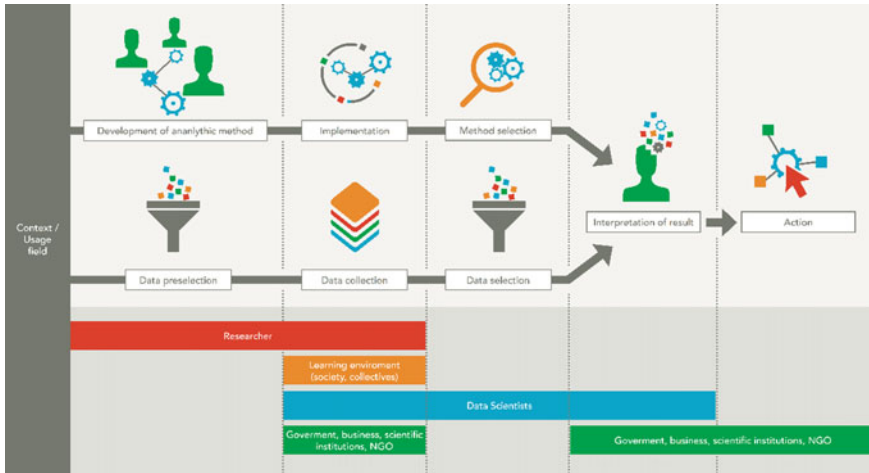 Development of ananlythic method
Implementation
Method selection
Context /
Usage
field
Interpretation of result
Action
Data preselection
Data collection
Data selection
Researcher
Learning enviroment
(society, collectives)
Data Scientists
Goverment, business, scientific
institutions, NGO
Goverment, business, scientific institutions, NGO